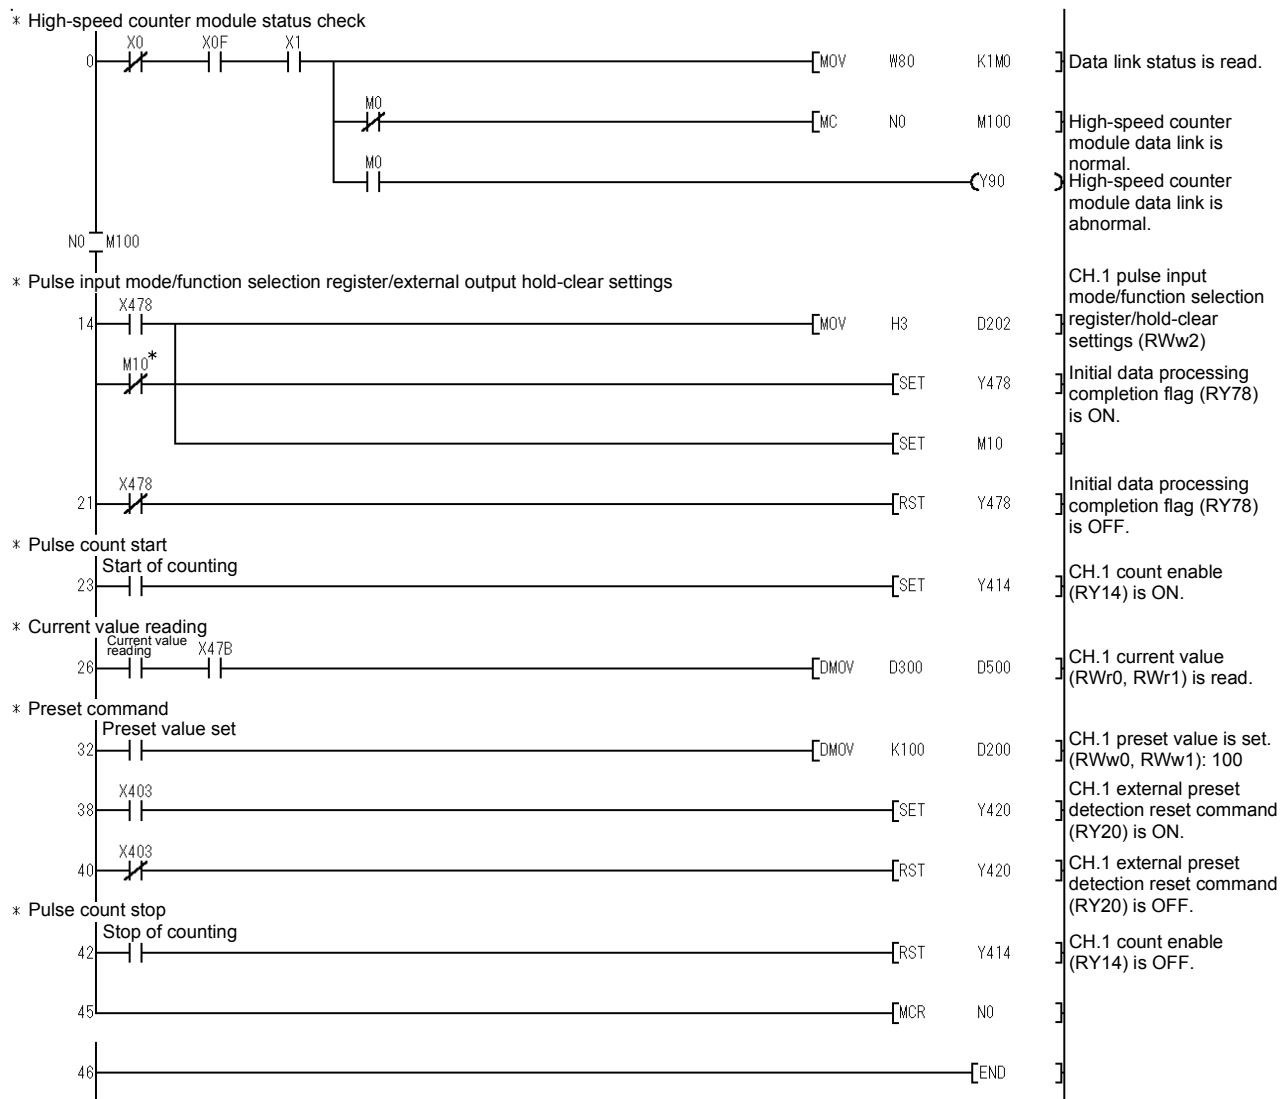 * High-speed counter module status check
X0 X0F X1
0 MOV W80 K1M0 Data link status is read.
M0
MC N0 M100 High-speed counter
module data link is
normal.
M0
Y90 High-speed counter
module data link is
abnormal.
N0 M100
* Pulse input mode/function selection register/external output hold-clear settings
X478
14 MOV H3 D202
CH.1 pulse input
mode/function selection
register/hold-clear
settings (RWw2)
M10*
SET Y478
Initial data processing
completion flag (RY78)
is ON.
SET M10
X478
21 RST Y478
Initial data processing
completion flag (RY78)
is OFF.
* Pulse count start
Start of counting
23 SET Y414
CH.1 count enable
(RY14) is ON.
* Current value reading
Current value
reading X47B
26 DMOV D300 D500
CH.1 current value
(RWr0, RWr1) is read.
* Preset command
Preset value set
32 DMOV K100 D200
CH.1 preset value is set.
(RWw0, RWw1): 100
X403
38 SET Y420
CH.1 external preset
detection reset command
(RY20) is ON.
X403
40 RST Y420
CH.1 external preset
detection reset command
(RY20) is OFF.
* Pulse count stop
Stop of counting
42 RST Y414
CH.1 count enable
(RY14) is OFF.
45 MCR N0
46 END